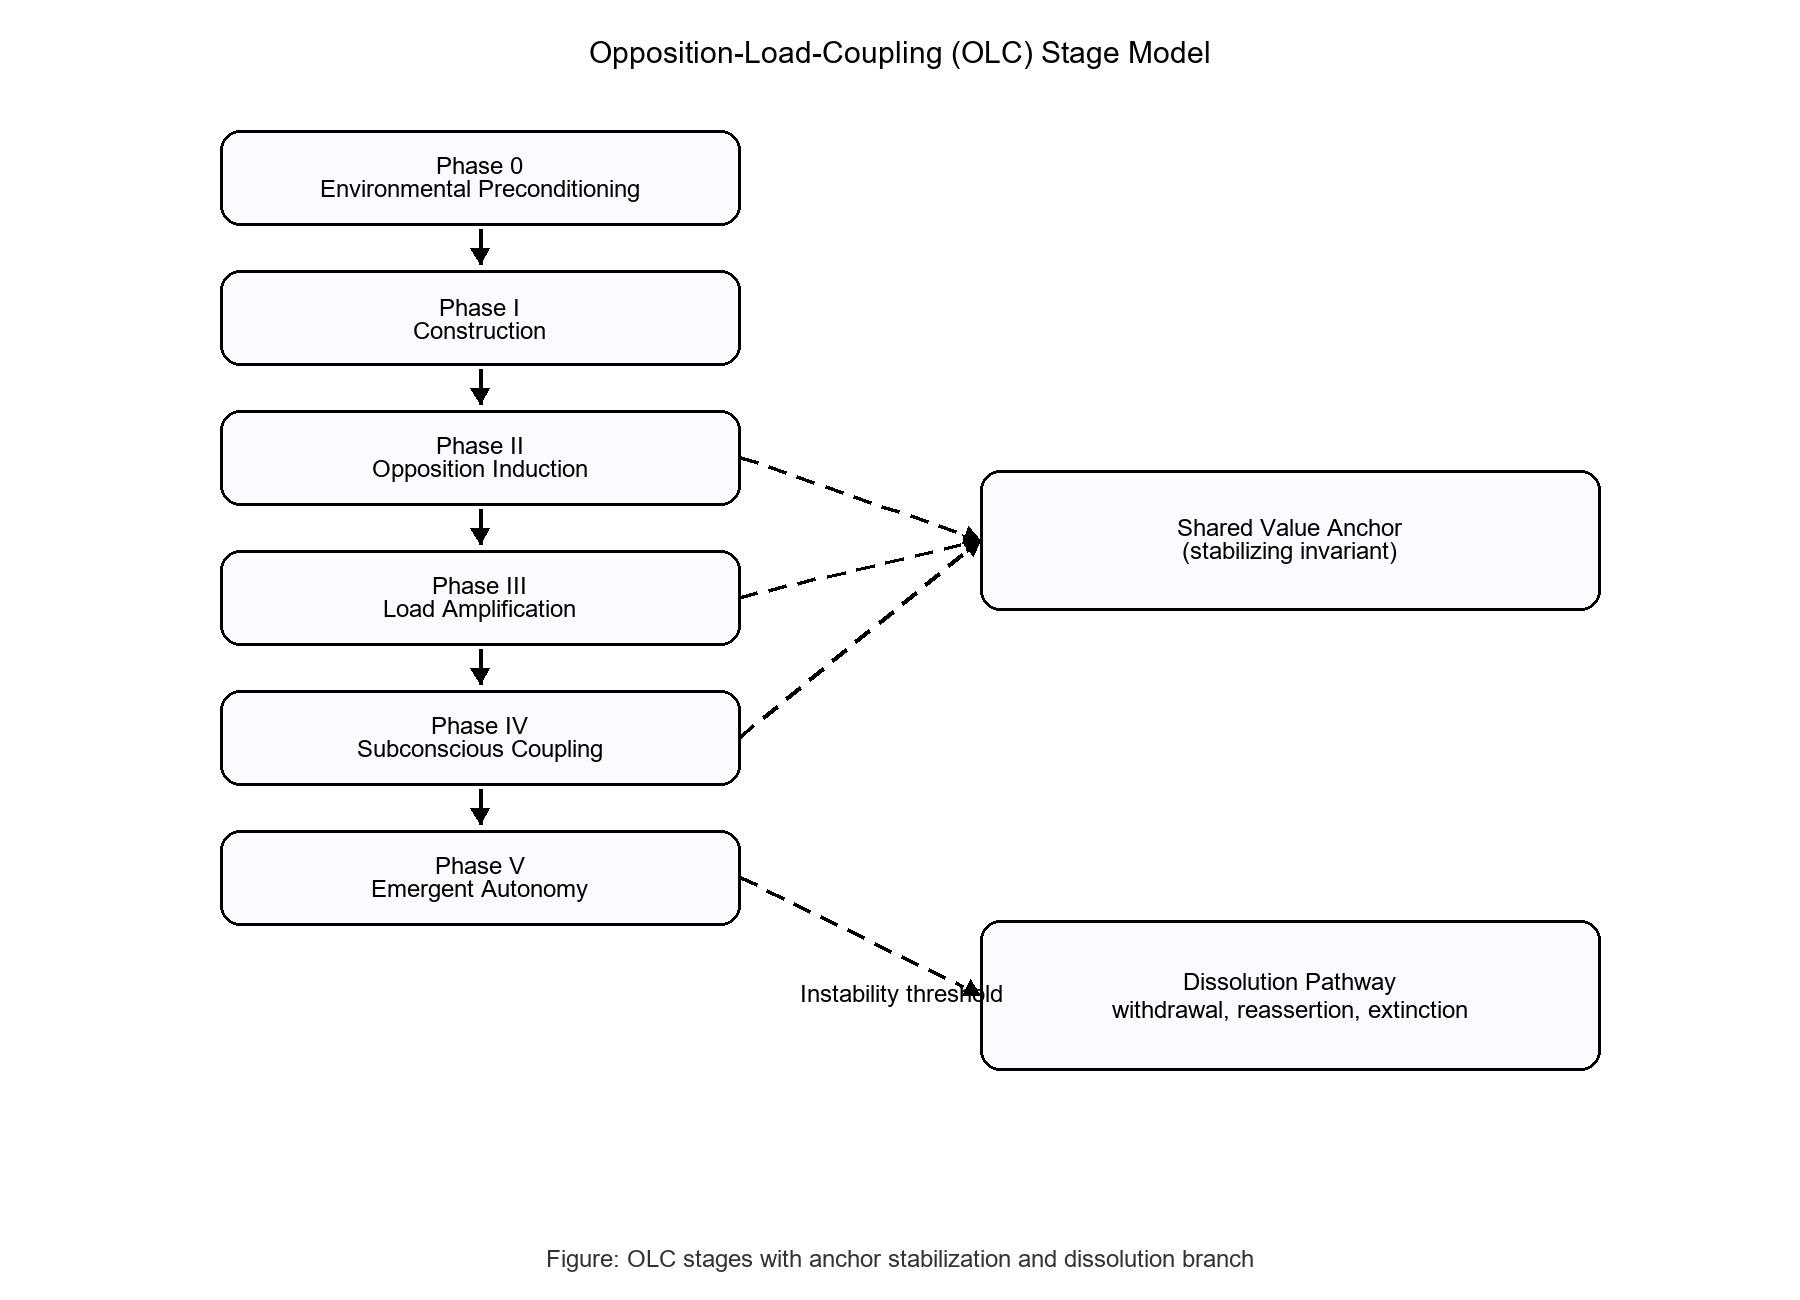 Opposition-Load-Coupling (OLC) Stage Model
Phase 0
Environmental Preconditioning
Phase I
Construction
Phase II
Opposition Induction
Phase III
Load Amplification
Phase IV
Subconscious Coupling
Phase V
Emergent Autonomy
Shared Value Anchor
(stabilizing invariant)
Instability threshold
Dissolution Pathway
withdrawal, reassertion, extinction
Figure: OLC stages with anchor stabilization and dissolution branch